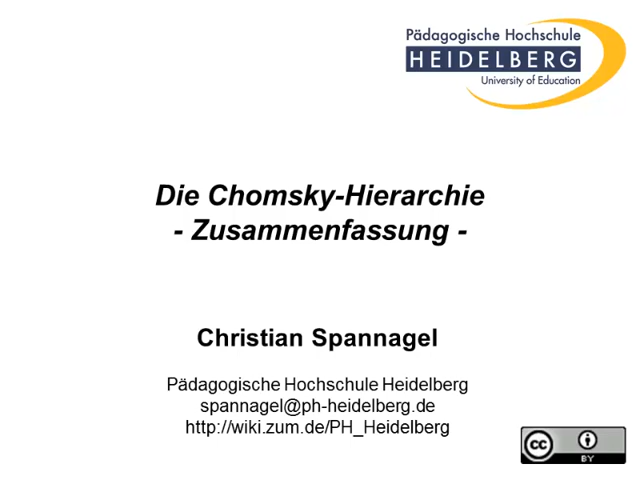 Pädagogische Hochschule
HEIDELBERG
University of Education
Die Chomsky-Hierarchie
- Zusammenfassung -
Christian Spannagel
Pädagogische Hochschule Heidelberg
spannagel@ph-heidelberg.de
http://wiki.zum.de/PH_Heidelberg
cc
BY